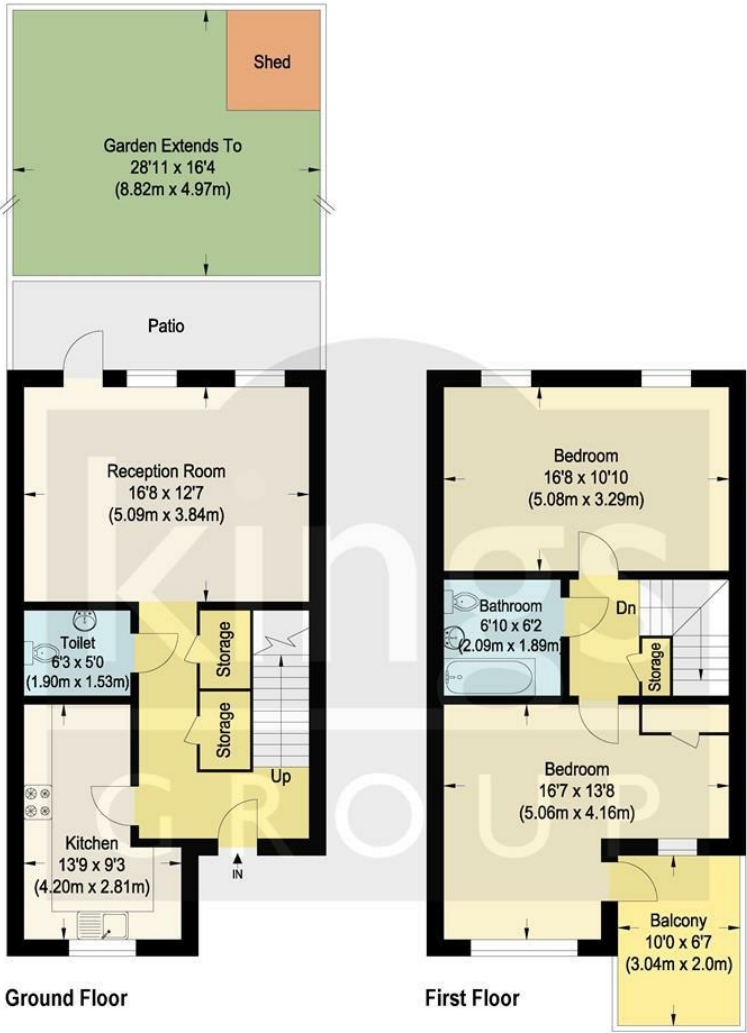 Shed
Garden Extends To
28'11 x 16'4
(8.82m x 4.97m)
Patio
Reception Room
16'8 x 12'7
(5.09m x 3.84m)
Toilet
6'3 x 5'0
(1.90m x 1.53m)
Storage
Storage
Up
Kitchen
13'9 x 9'3
(4.20m x 2.81m)
IN
Ground Floor
Bedroom
16'8 x 10'10
(5.08m x 3.29m)
Bathroom
6'10 x 6'2
(2.09m x 1.89m)
Dn
Storage
Bedroom
16'7 x 13'8
(5.06m x 4.16m)
Balcony
10'0 x 6'7
(3.04m x 2.0m)
First Floor
Kings
GROUP